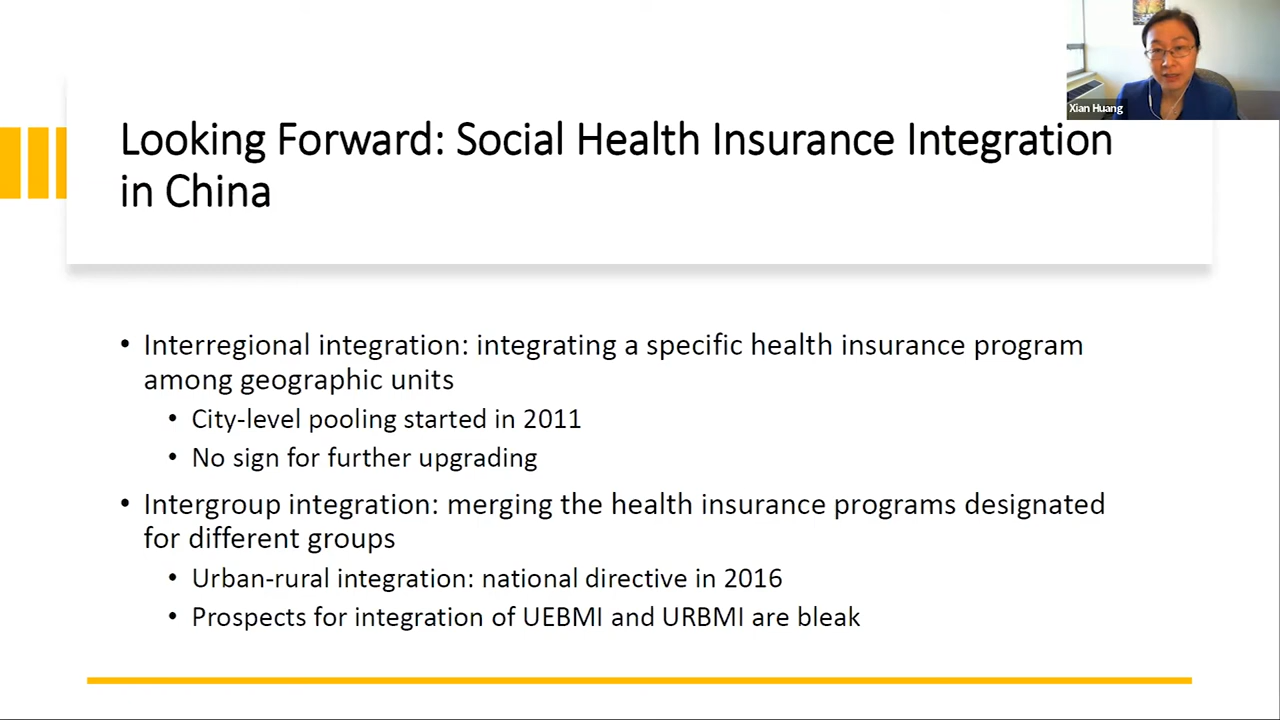 Xian Huang
Looking Forward: Social Health Insurance Integration
in China
• Interregional integration: integrating a specific health insurance program
among geographic units
• City-level pooling started in 2011
• No sign for further upgrading
• Intergroup integration: merging the health insurance programs designated
for different groups
• Urban-rural integration: national directive in 2016
• Prospects for integration of UEBMI and URBMI are bleak